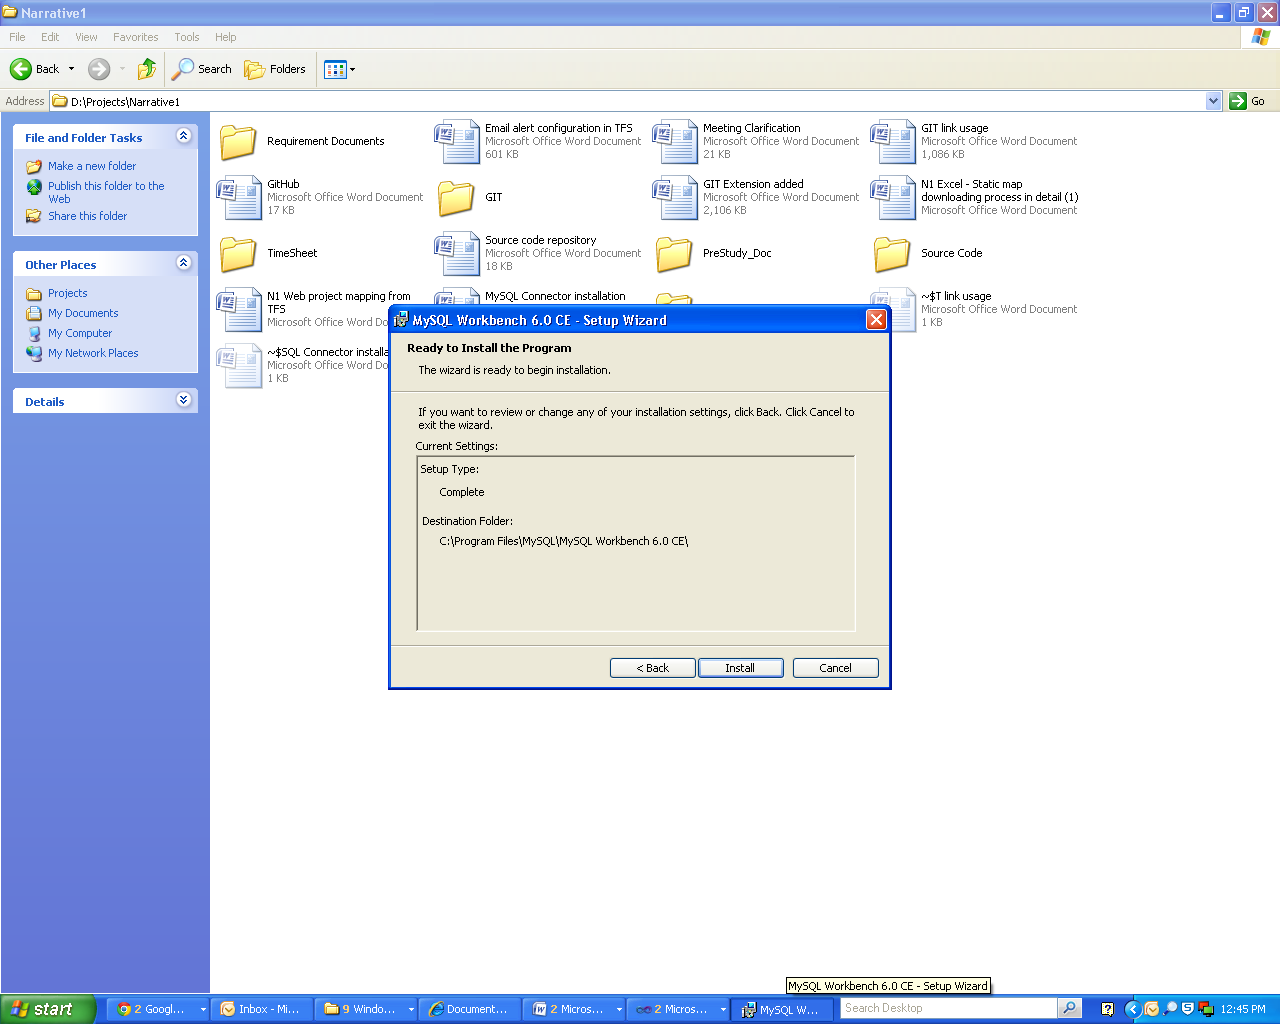 Narrative1
File Edit View Favorites Tools Help
Back Search Folders
Address D:\Projects\Narrative1 Go
File and Folder Tasks
Make a new folder
Publish this folder to the
Web
Share this folder
Other Places
Projects
My Documents
My Computer
My Network Places
Details
Requirement Documents
Email alert configuration in TFS
Microsoft Office Word Document
601 KB
Meeting Clarification
Microsoft Office Word Document
21 KB
GIT link usage
Microsoft Office Word Document
1,086 KB
GitHub
Microsoft Office Word Document
17 KB
GIT
GIT Extension added
Microsoft Office Word Document
2,106 KB
N1 Excel - Static map
downloading process in detail (1)
Microsoft Office Word Document
TimeSheet
Source code repository
Microsoft Office Word Document
18 KB
PreStudy_Doc
Source Code
N1 Web project mapping from
TFS
Microsoft Office Word Do
MySQL Connector installation
~$T link usage
Microsoft Office Word Document
1 KB
~$SQL Connector installa
Microsoft Office Word Do
1 KB
MySQL Workbench 6.0 CE - Setup Wizard
Ready to Install the Program
The wizard is ready to begin installation.
If you want to review or change any of your installation settings, click Back. Click Cancel to
exit the wizard.
Current Settings:
Setup Type:
Complete
Destination Folder:
C:\Program Files\MySQL\MySQL Workbench 6.0 CE\
< Back Install Cancel
MySQL Workbench 6.0 CE - Setup Wizard
start 2 Googl... Inbox - Mi... 9 Windo... Document... 2 Micros... 2 Micros... MySQL W... Search Desktop 12:45 PM